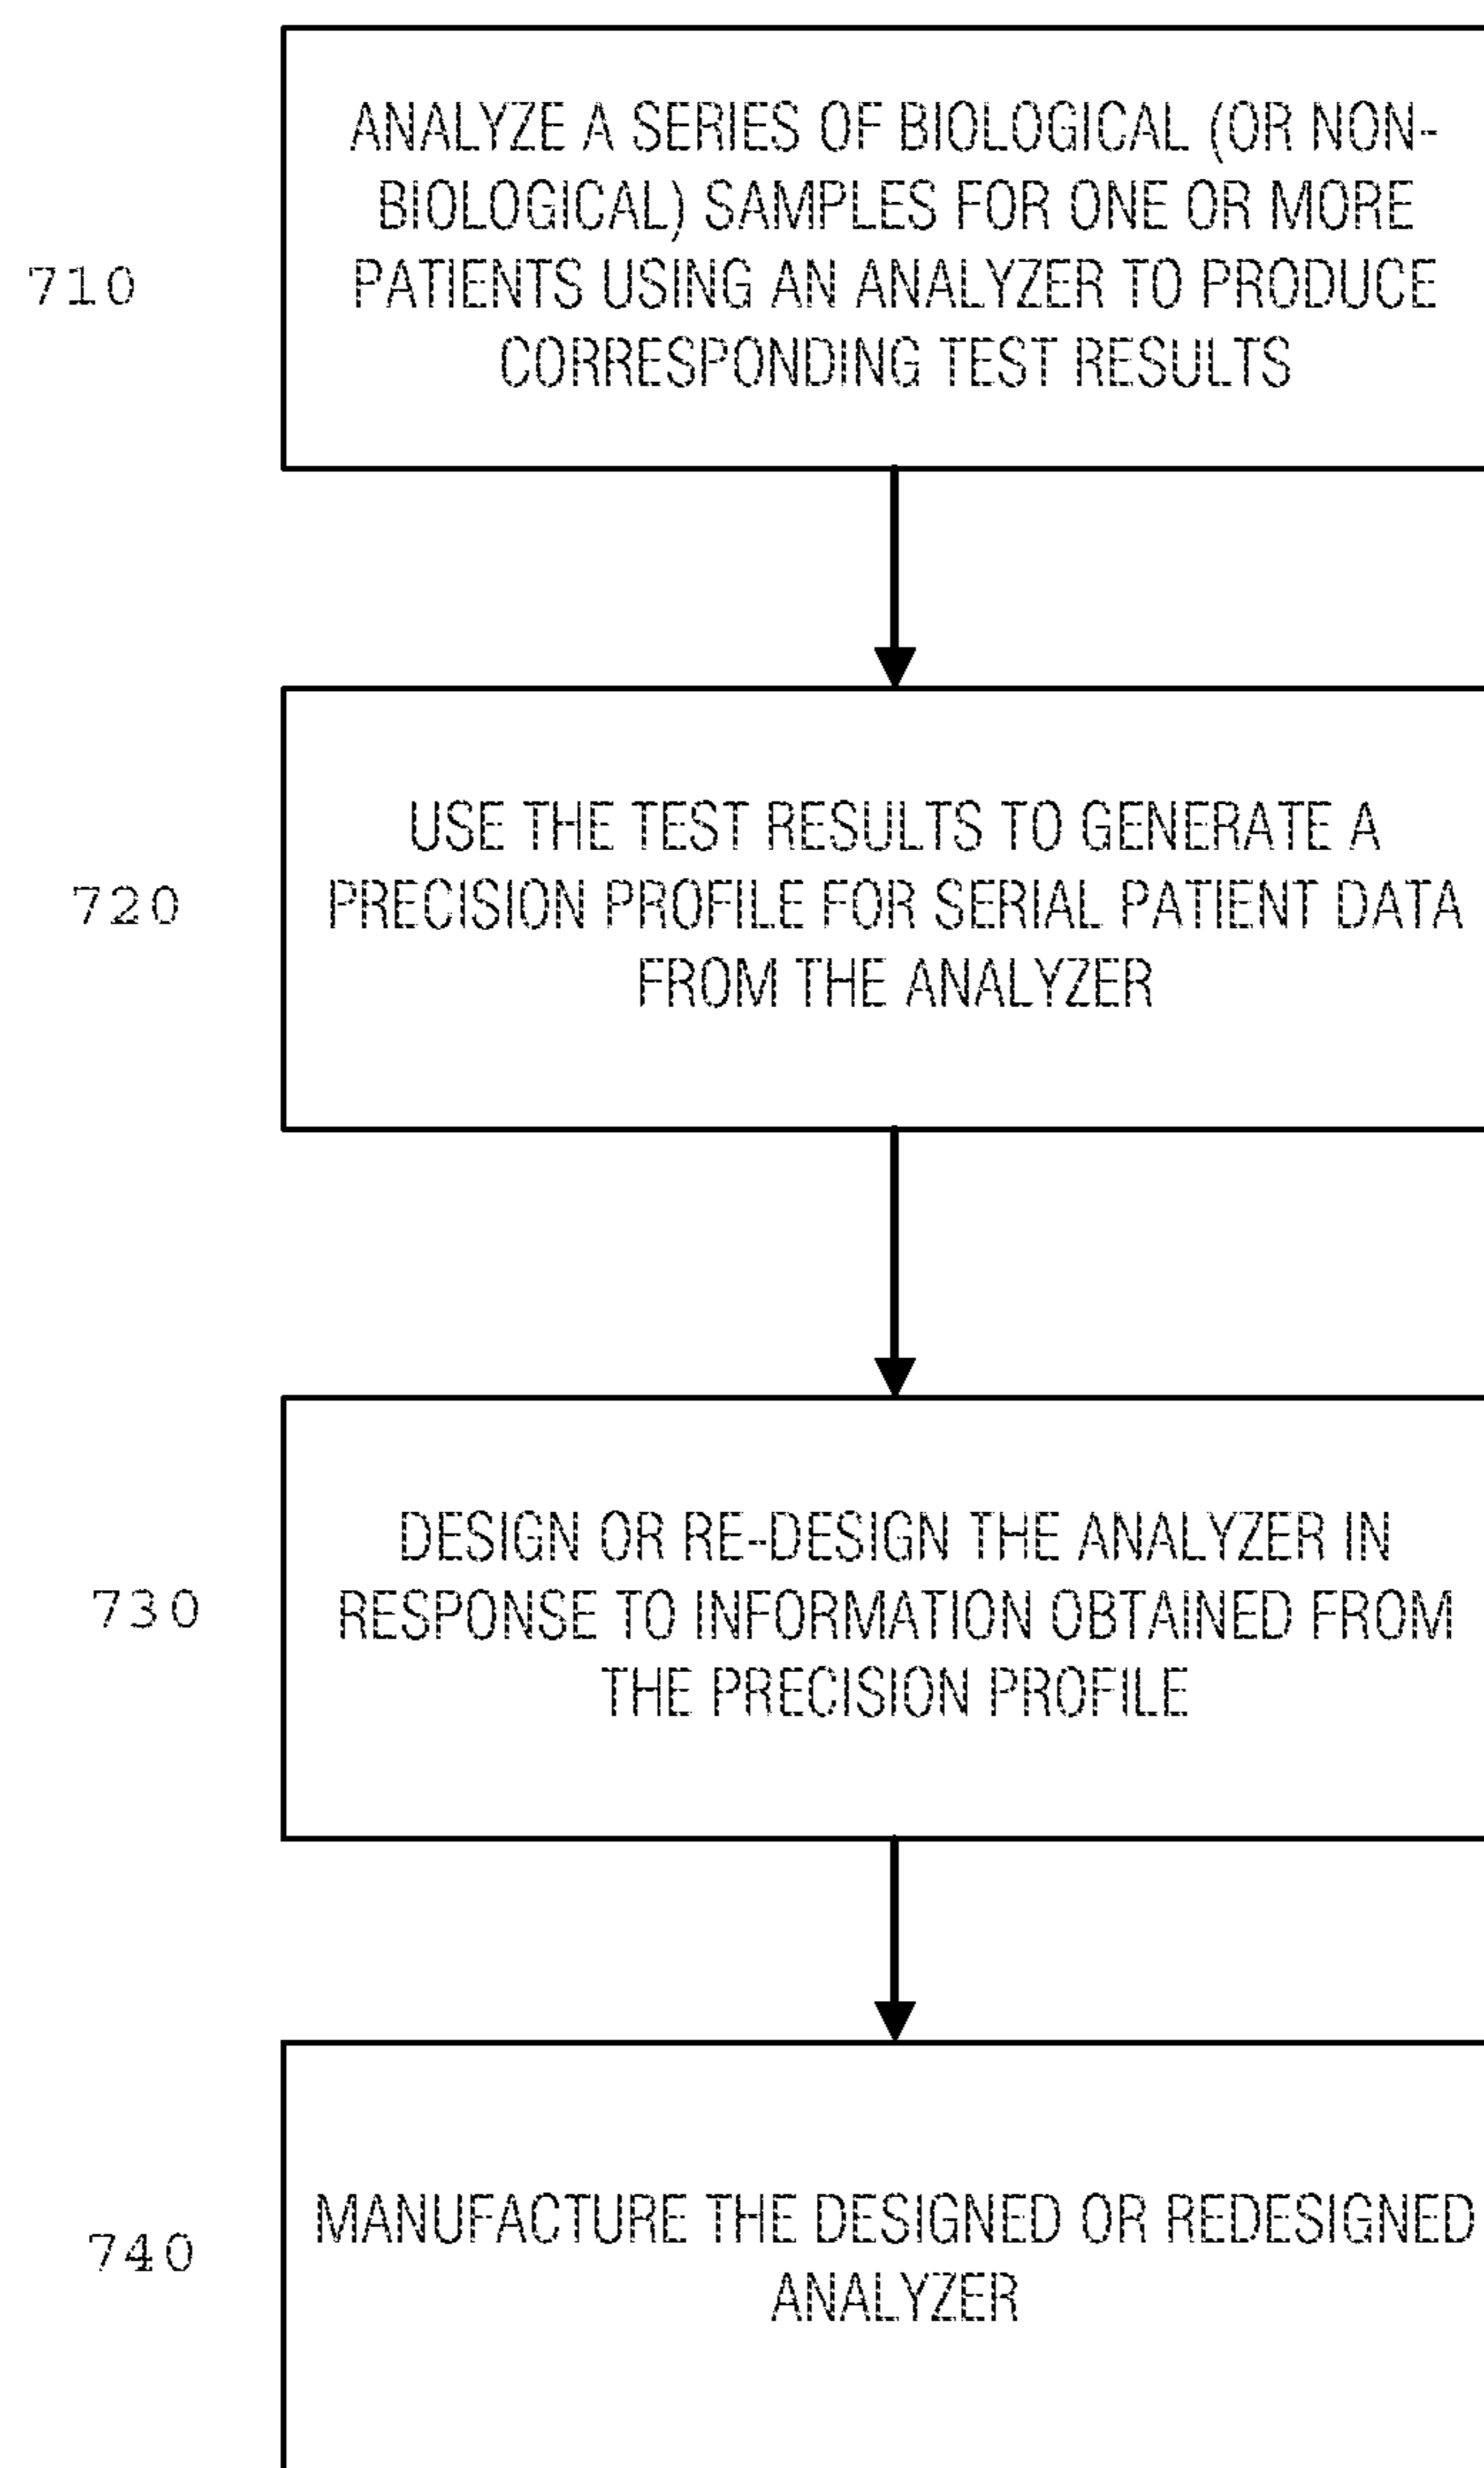 ANALYZE A SERIES OF BIOLOGICAL (OR NON-
BIOLOGICAL) SAMPLES FOR ONE OR MORE
710
PATIENTS USING AN ANALYZER TO PRODUCE
CORRESPONDING TEST RESULTS
USE THE TEST RESULTS TO GENERATE A
720
PRECISION PROFILE FOR SERIAL PATIENT DATA
FROM THE ANALYZER
DESIGN OR RE-DESIGN THE ANALYZER IN
730
RESPONSE TO INFORMATION OBTAINED FROM
THE PRECISION PROFILE
MANUFACTURE THE DESIGNED OR REDESIGNED
740
ANALYZER